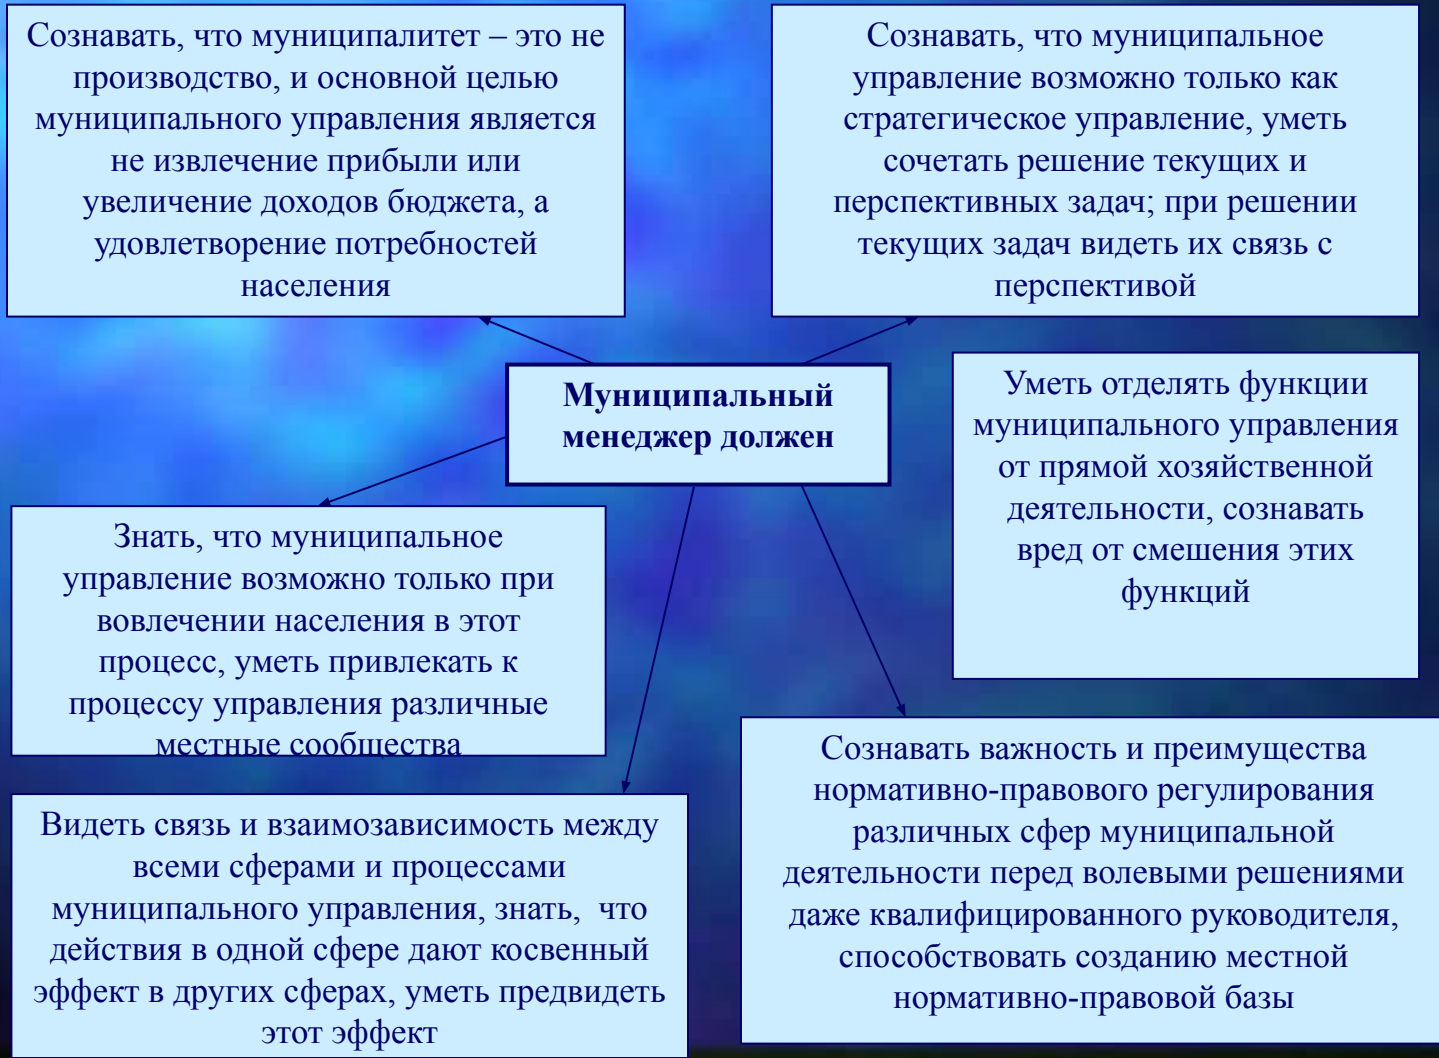 Сознавать, что муниципалитет – это не
производство, и основной целью
муниципального управления является
не извлечение прибыли или
увеличение доходов бюджета, а
удовлетворение потребностей
населения
Сознавать, что муниципальное
управление возможно только как
стратегическое управление, уметь
сочетать решение текущих и
перспективных задач; при решении
текущих задач видеть их связь с
перспективой
Муниципальный
менеджер должен
Уметь отделять функции
муниципального управления
от прямой хозяйственной
деятельности, сознавать
вред от смешения этих
функций
Знать, что муниципальное
управление возможно только при
вовлечении населения в этот
процесс, уметь привлекать к
процессу управления различные
местные сообщества
Видеть связь и взаимозависимость между
всеми сферами и процессами
муниципального управления, знать, что
действия в одной сфере дают косвенный
эффект в других сферах, уметь предвидеть
этот эффект
Сознавать важность и преимущества
нормативно-правового регулирования
различных сфер муниципальной
деятельности перед волевыми решениями
даже квалифицированного руководителя,
способствовать созданию местной
нормативно-правовой базы